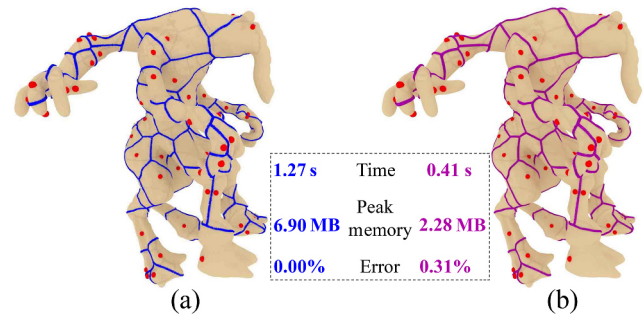 1.27 s Time 0.41 s
Peak
6.90 MB memory 2.28 MB
0.00% Error 0.31%
(a) (b)